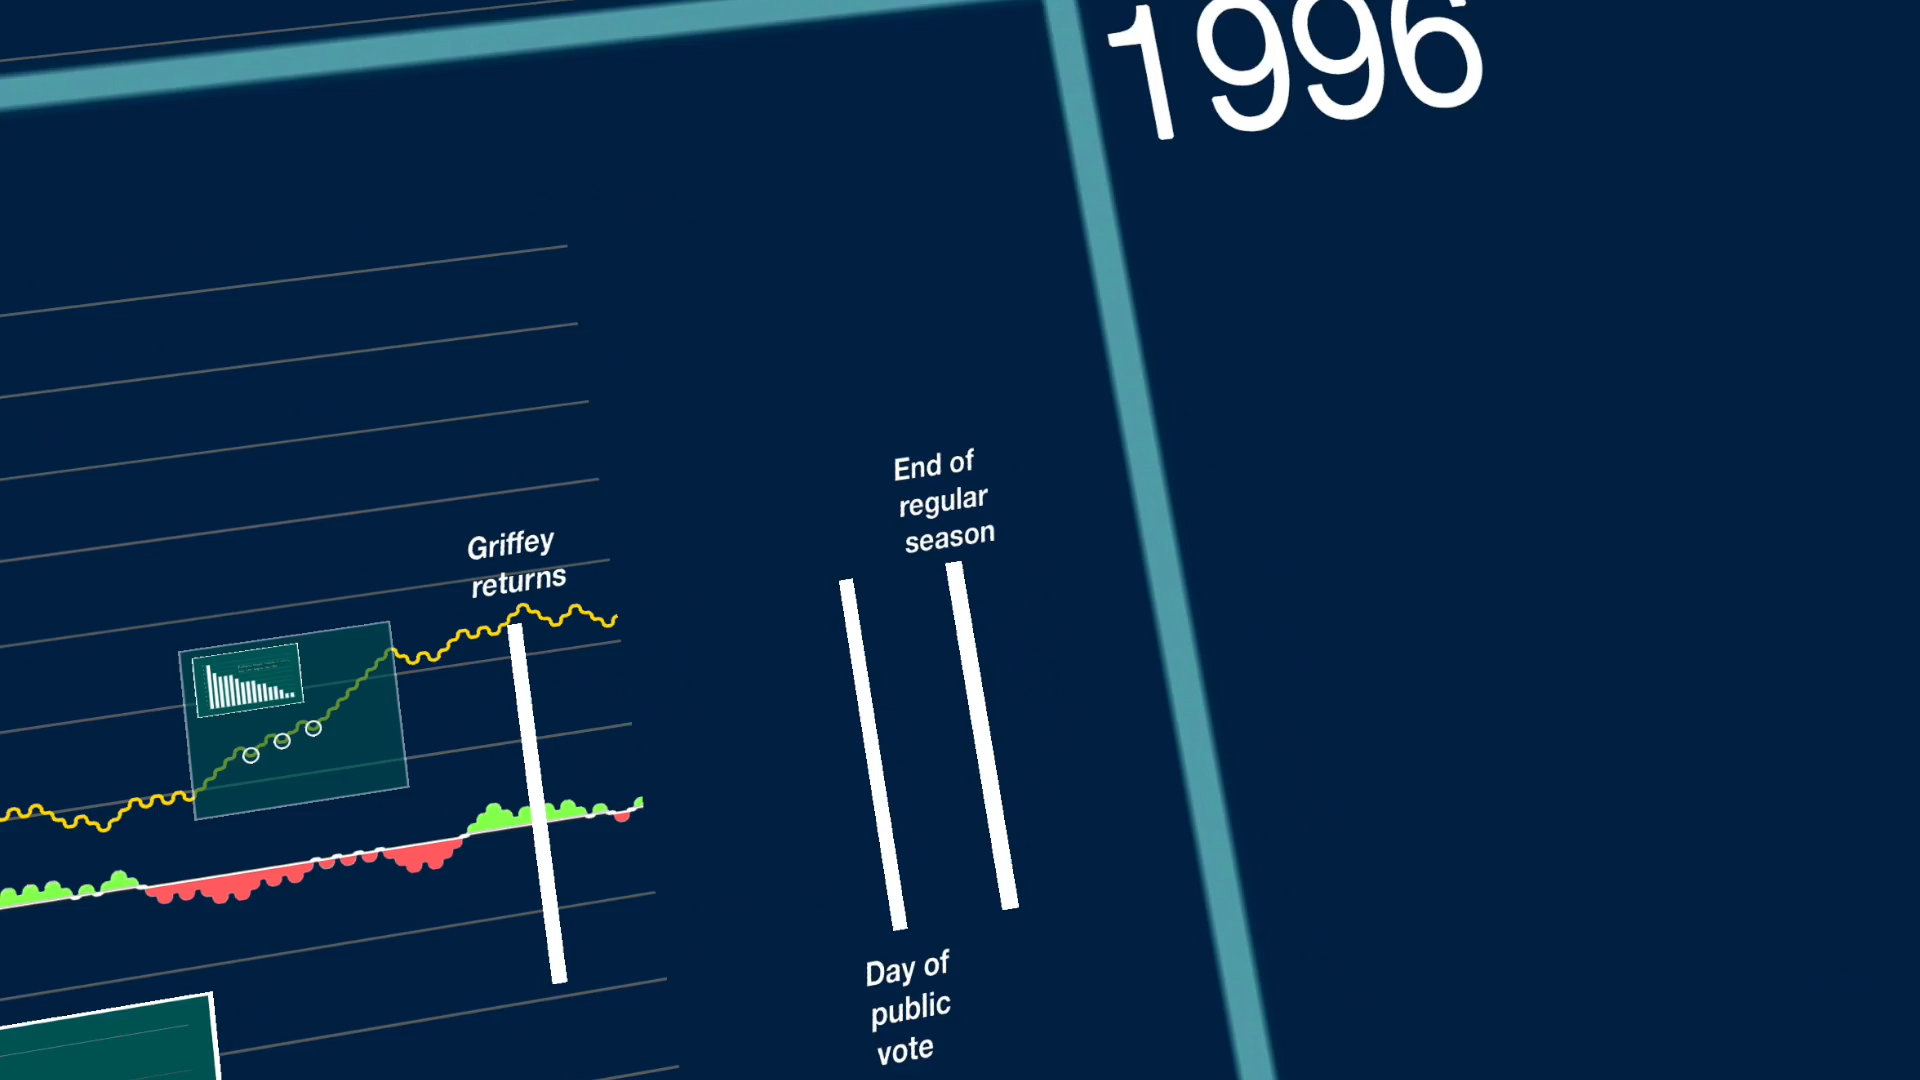 1996
End of
regular
season
Griffey
returns
Day of
public
vote